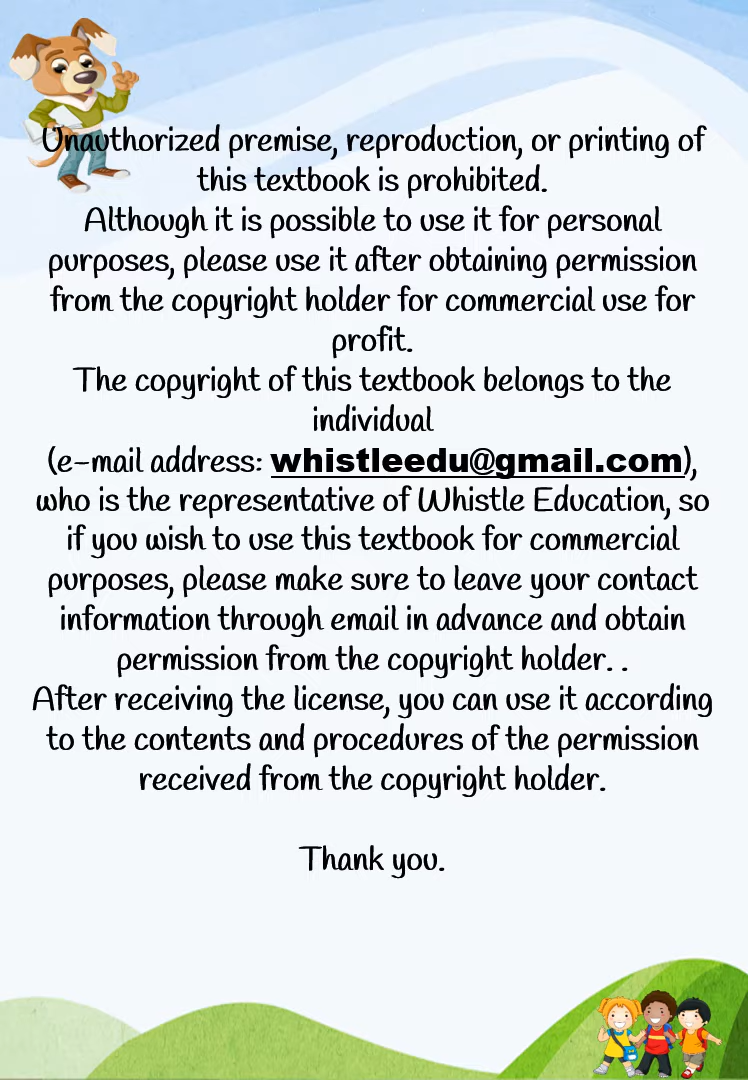 Unauthorized premise, reproduction, or printing of
this textbook is prohibited.
Although it is possible to use it for personal
purposes, please use it after obtaining permission
from the copyright holder for commercial use for
profit.
The copyright of this textbook belongs to the
individual
(e-mail address: whistleedu@gmail.com),
who is the representative of Whistle Education, so
if you wish to use this textbook for commercial
purposes, please make sure to leave your contact
information through email in advance and obtain
permission from the copyright holder. .
After receiving the license, you can use it according
to the contents and procedures of the permission
received from the copyright holder.
Thank you.